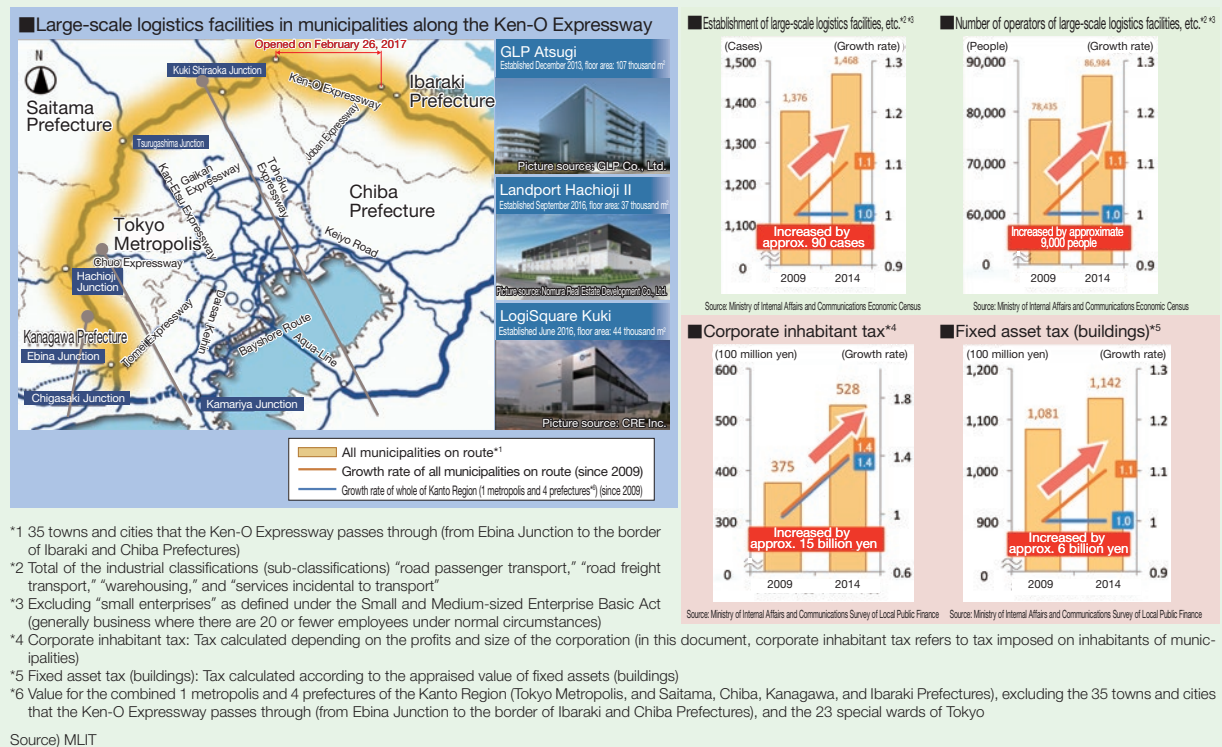 ■Large-scale logistics facilities in municipalities along the Ken-O Expressway
Opened on February 26, 2017
N
Kuki Shiraoka Junction
Ken-O Expressway
Ibaraki
Prefecture
Saitama
Prefecture
Tsurugashima Junction
Gaikan
Expressway
Kan-Etsu Expressway
Tohoku
Expressway
Joban Expressway
Chiba
Prefecture
Tokyo
Metropolis
Chuo Expressway
Keiyo Road
Hachioji
Junction
Kanagawa Prefecture
Tomei Expressway
Daisan Keihin
Bayshore Route
Aqua-Line
Ebina Junction
Chigasaki Junction
Kamariya Junction
GLP Atsugi
Established December 2013, floor area: 107 thousand m²
Picture source: GLP Co., Ltd.
Landport Hachioji II
Established September 2016, floor area: 37 thousand m²
Picture source: Nomura Real Estate Development Co., Ltd.
LogiSquare Kuki
Established June 2016, floor area: 44 thousand m²
Picture source: CRE Inc.
All municipalities on route*1
Growth rate of all municipalities on route (since 2009)
Growth rate of whole of Kanto Region (1 metropolis and 4 prefectures*6) (since 2009)
■Establishment of large-scale logistics facilities, etc.*2 *3
(Cases) (Growth rate)
1,500 1,468 1.3
1,400 1,376 1.2
1,300 1.1 1.1
1,200 1.0 1
1,100
Increased by
approx. 90 cases
0 0.9
2009 2014
Source: Ministry of Internal Affairs and Communications Economic Census
■Number of operators of large-scale logistics facilities, etc.*2 *3
(People) (Growth rate)
90,000 86,984 1.3
80,000 78,435 1.2
70,000 1.1 1.1
60,000 1.0 1
Increased by approximate
9,000 people
0 0.9
2009 2014
Source: Ministry of Internal Affairs and Communications Economic Census
■Corporate inhabitant tax*4
(100 million yen) (Growth rate)
600
528 1.8
500
375 1.4 1.4
400 1.4
300 1
Increased by
approx. 15 billion yen
0 0.6
2009 2014
Source: Ministry of Internal Affairs and Communications Survey of Local Public Finance
■Fixed asset tax (buildings)*5
(100 million yen) (Growth rate)
1,200 1,142 1.3
1,100 1,081 1.2
1,000 1.1 1.1
900 1.0 1
Increased by
approx. 6 billion yen
0 0.9
2009 2014
Source: Ministry of Internal Affairs and Communications Survey of Local Public Finance
*1 35 towns and cities that the Ken-O Expressway passes through (from Ebina Junction to the border
of Ibaraki and Chiba Prefectures)
*2 Total of the industrial classifications (sub-classifications) "road passenger transport," "road freight
transport," "warehousing," and "services incidental to transport"
*3 Excluding "small enterprises" as defined under the Small and Medium-sized Enterprise Basic Act
(generally business where there are 20 or fewer employees under normal circumstances)
*4 Corporate inhabitant tax: Tax calculated depending on the profits and size of the corporation (in this document, corporate inhabitant tax refers to tax imposed on inhabitants of munic-
ipalities)
*5 Fixed asset tax (buildings): Tax calculated according to the appraised value of fixed assets (buildings)
*6 Value for the combined 1 metropolis and 4 prefectures of the Kanto Region (Tokyo Metropolis, and Saitama, Chiba, Kanagawa, and Ibaraki Prefectures), excluding the 35 towns and cities
that the Ken-O Expressway passes through (from Ebina Junction to the border of Ibaraki and Chiba Prefectures), and the 23 special wards of Tokyo
Source) MLIT